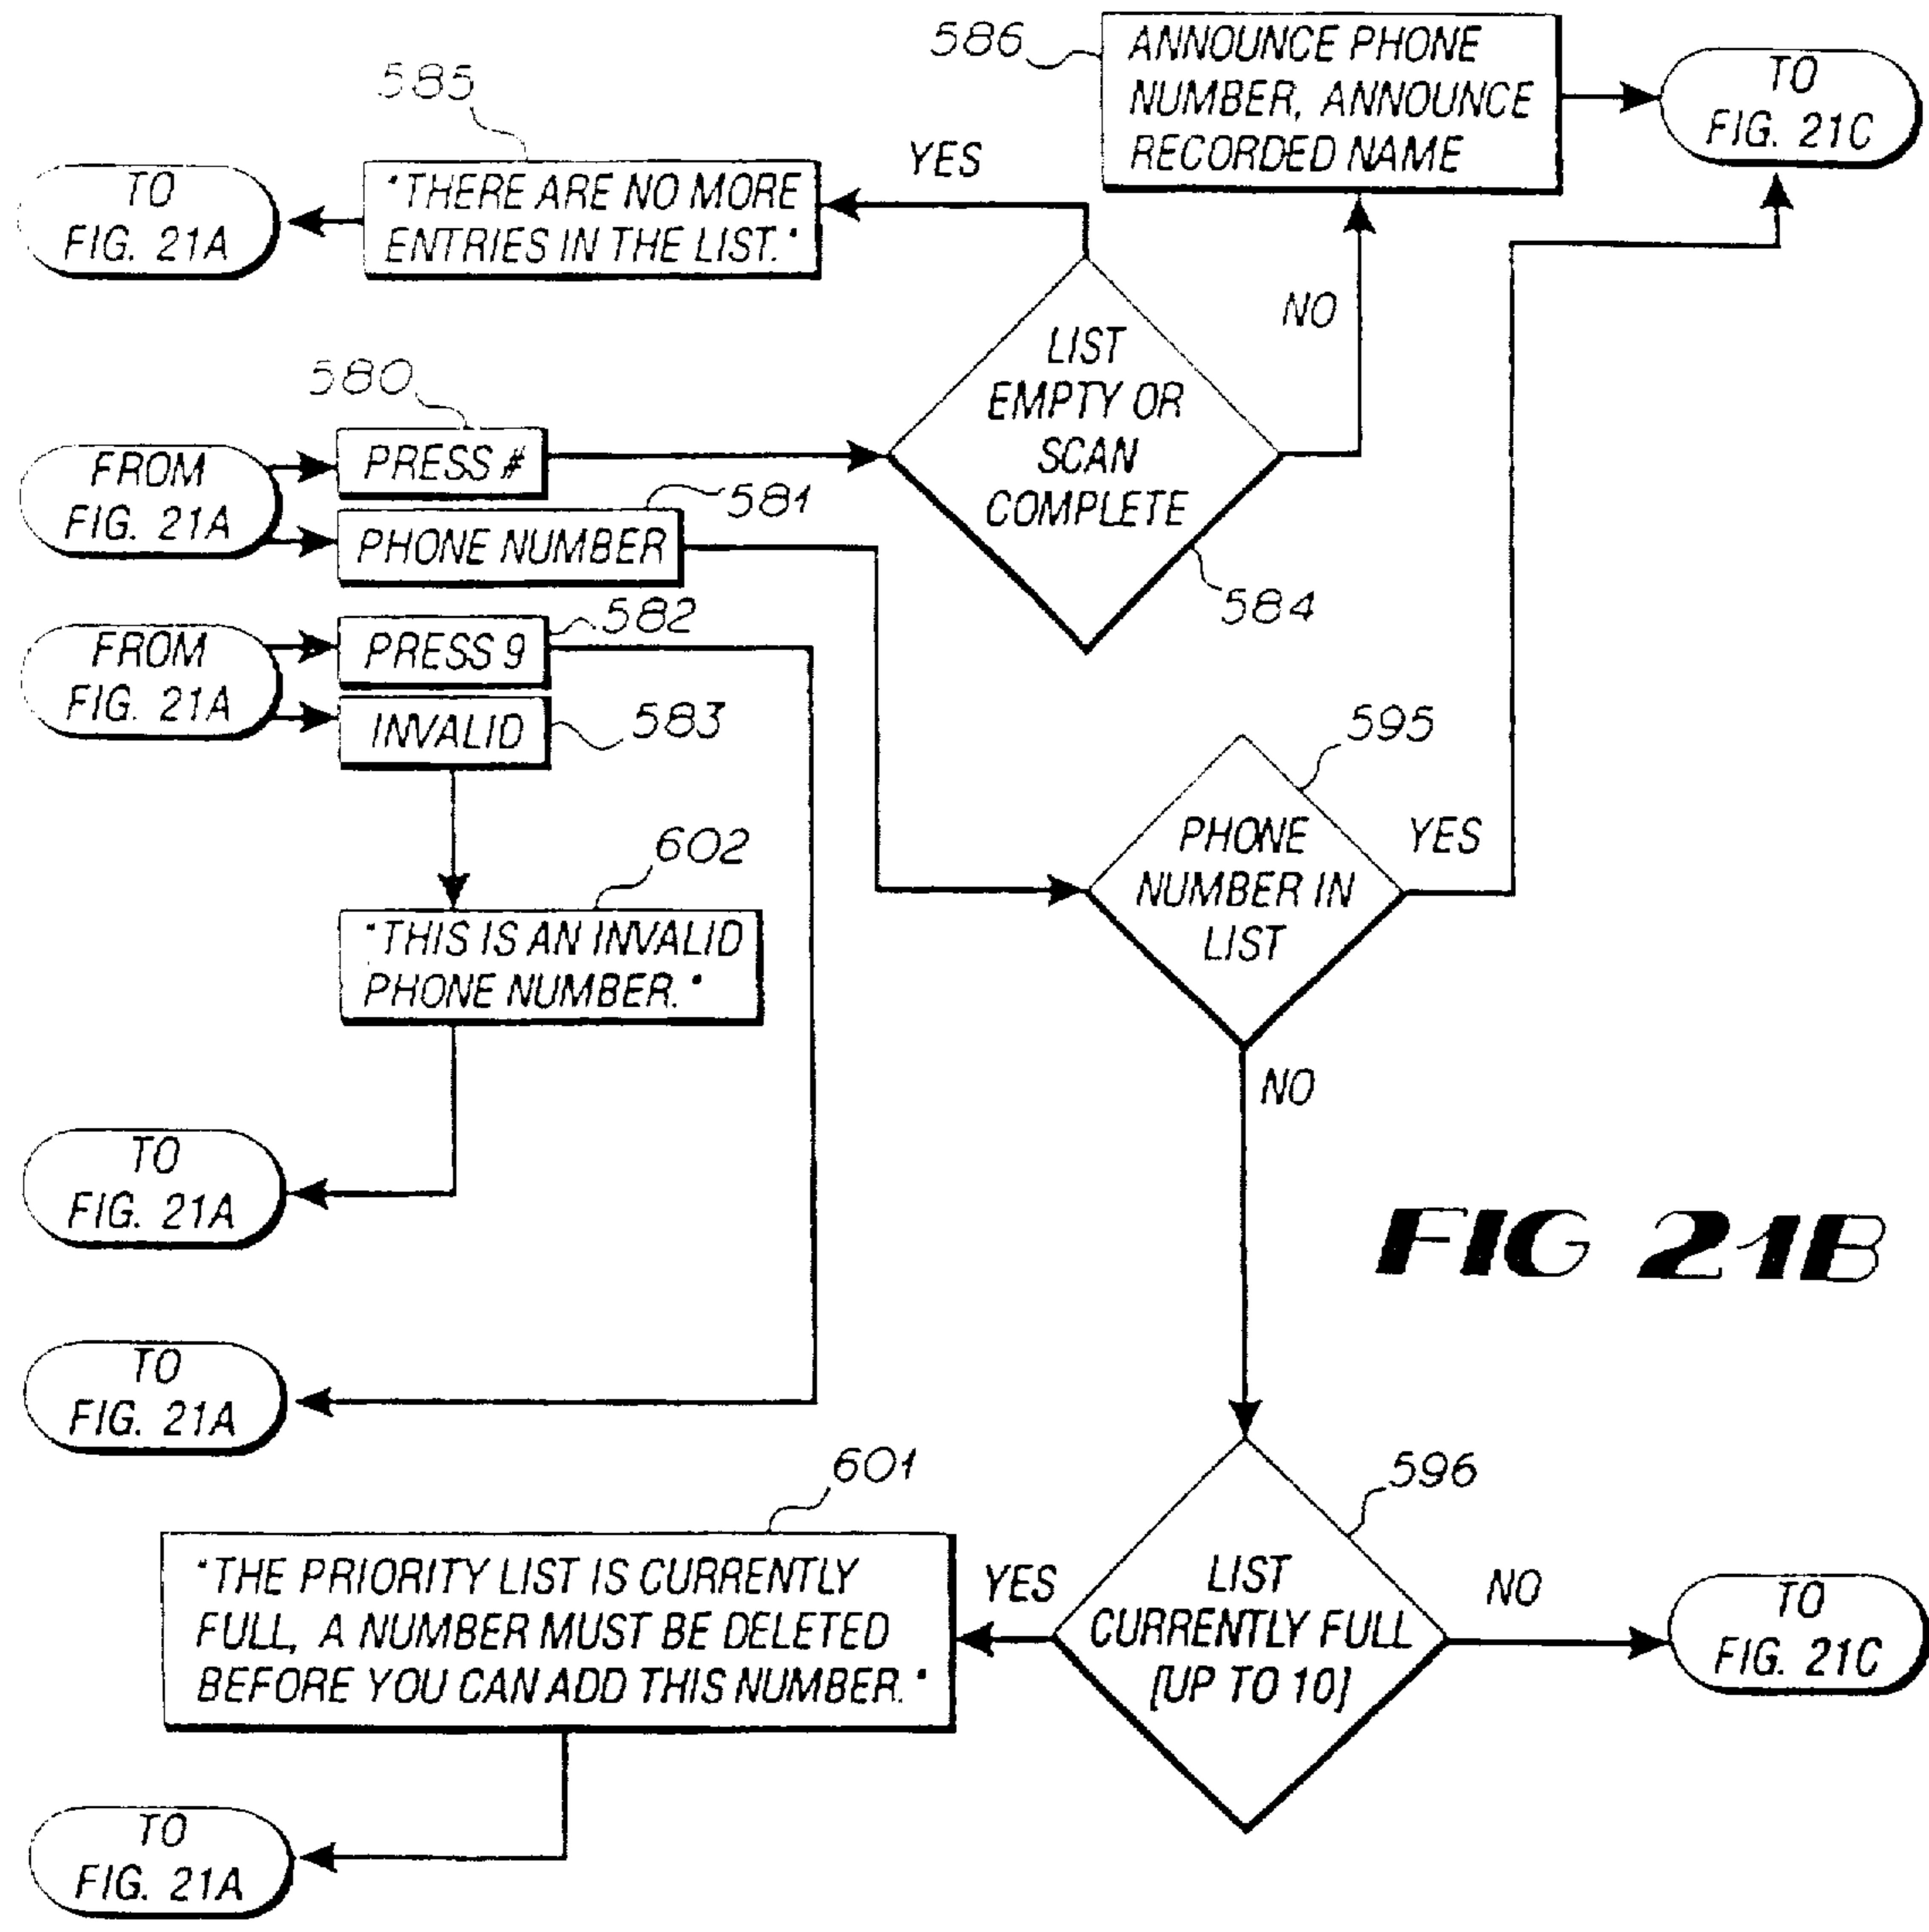 586
ANNOUNCE PHONE
NUMBER, ANNOUNCE
RECORDED NAME
TO
FIG. 21C
585
YES
TO
FIG. 21A
"THERE ARE NO MORE
ENTRIES IN THE LIST."
NO
LIST
EMPTY OR
SCAN
COMPLETE
584
580
FROM
FIG. 21A
PRESS #
581
PHONE NUMBER
582
FROM
FIG. 21A
PRESS 9
INVALID
583
595
PHONE
NUMBER IN
LIST
YES
602
"THIS IS AN INVALID
PHONE NUMBER."
NO
TO
FIG. 21A
FIG 21B
TO
FIG. 21A
601
596
"THE PRIORITY LIST IS CURRENTLY
FULL, A NUMBER MUST BE DELETED
BEFORE YOU CAN ADD THIS NUMBER."
YES
LIST
CURRENTLY FULL
[UP TO 10]
NO
TO
FIG. 21C
TO
FIG. 21A